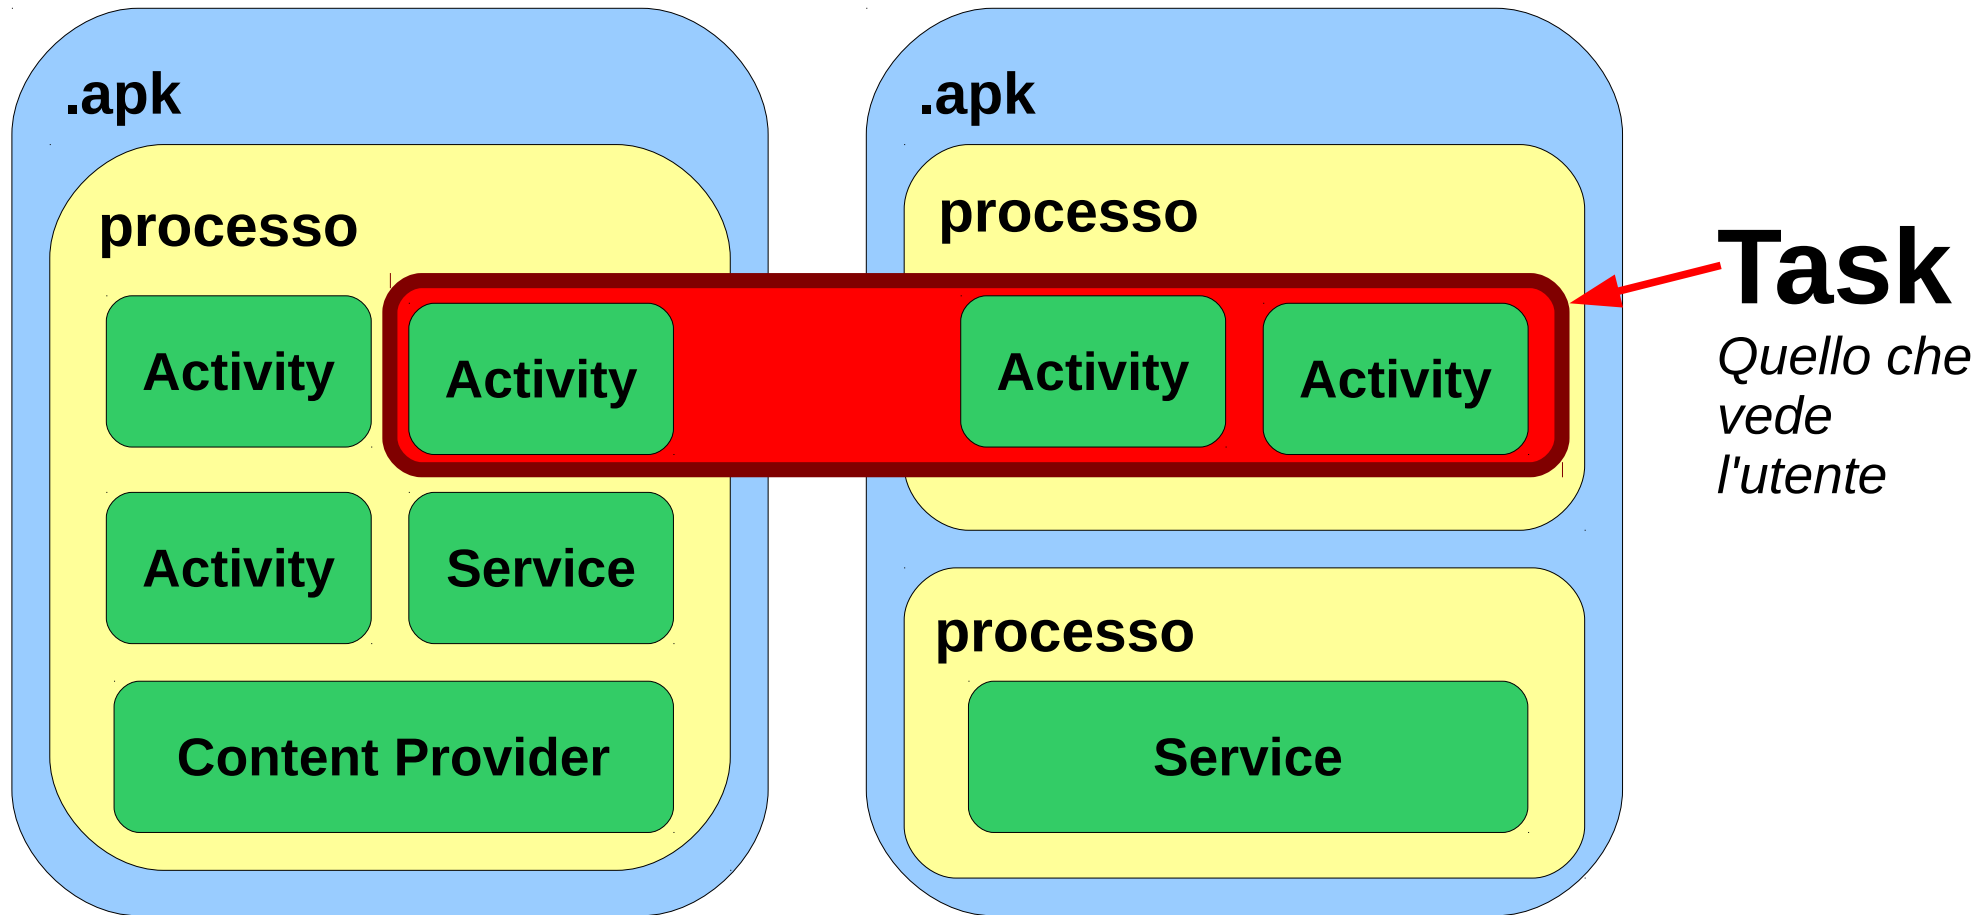 .apk
processo
Activity
Activity
Activity
Service
Content Provider
.apk
processo
Activity
Activity
processo
Service
Task
Quello che
vede
l'utente